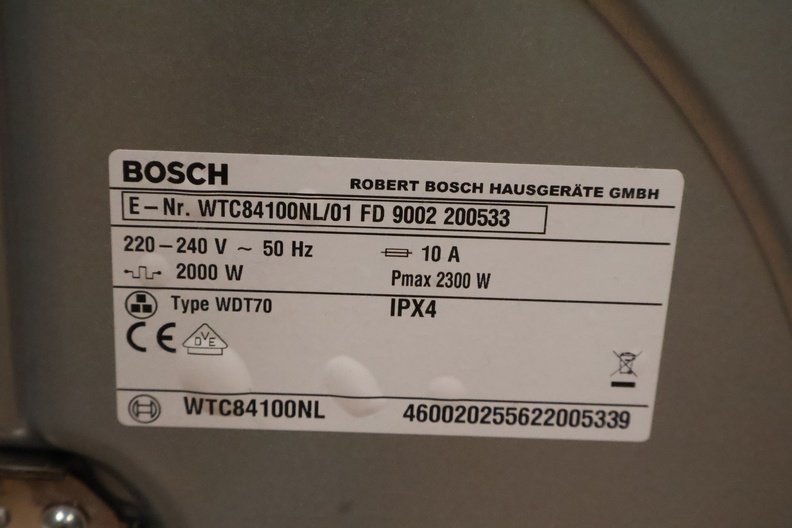 BOSCH
ROBERT BOSCH HAUSGERÄTE GMBH
E-Nr. WTC84100NL/01 FD 9002 200533
220-240 V ~ 50 Hz
10 A
2000 W
Pmax 2300 W
Type WDT70
IPX4
CE
DVE
WTC84100NL
460020255622005339